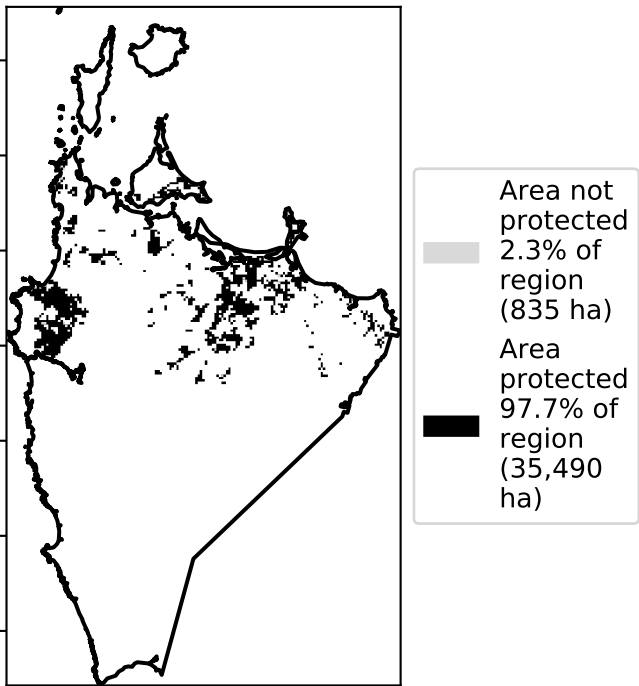 Area not
protected
2.3% of
region
(835 ha)
Area
protected
97.7% of
region
(35,490
ha)